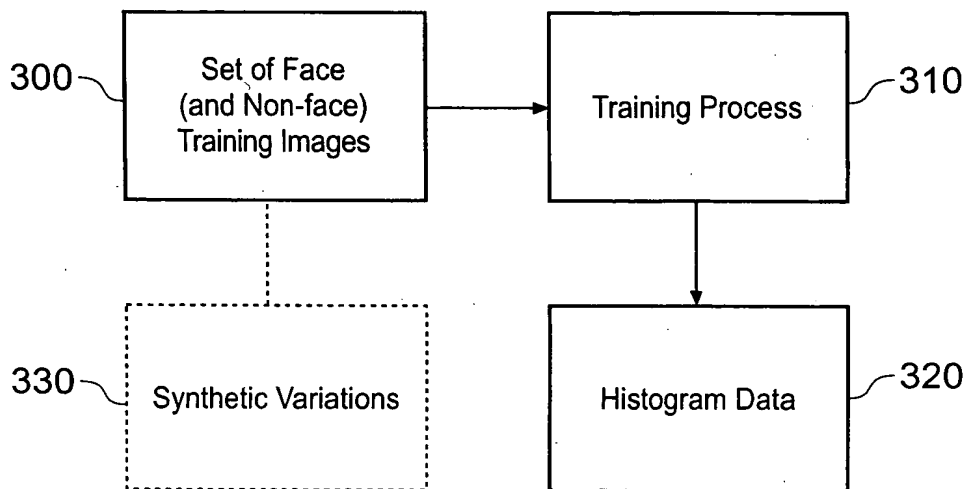 300
Set of Face
(and Non-face)
Training Images
Training Process
310
330
Synthetic Variations
Histogram Data
320